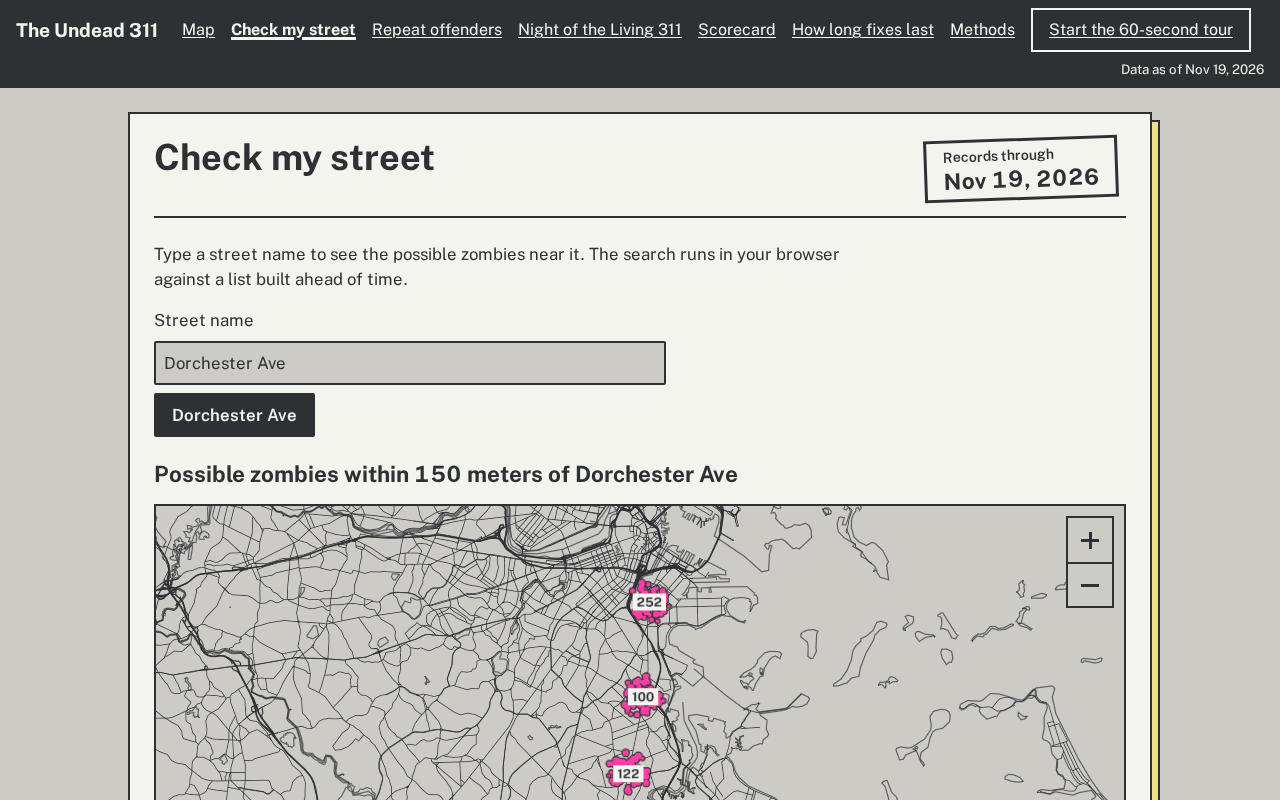 The Undead 311 Map Check my street Repeat offenders Night of the Living 311 Scorecard How long fixes last Methods Start the 60-second tour
Data as of Nov 19, 2026
Check my street
Records through
Nov 19, 2026
Type a street name to see the possible zombies near it. The search runs in your browser
against a list built ahead of time.
Street name
Dorchester Ave
Dorchester Ave
Possible zombies within 150 meters of Dorchester Ave
+
−
252
100
122